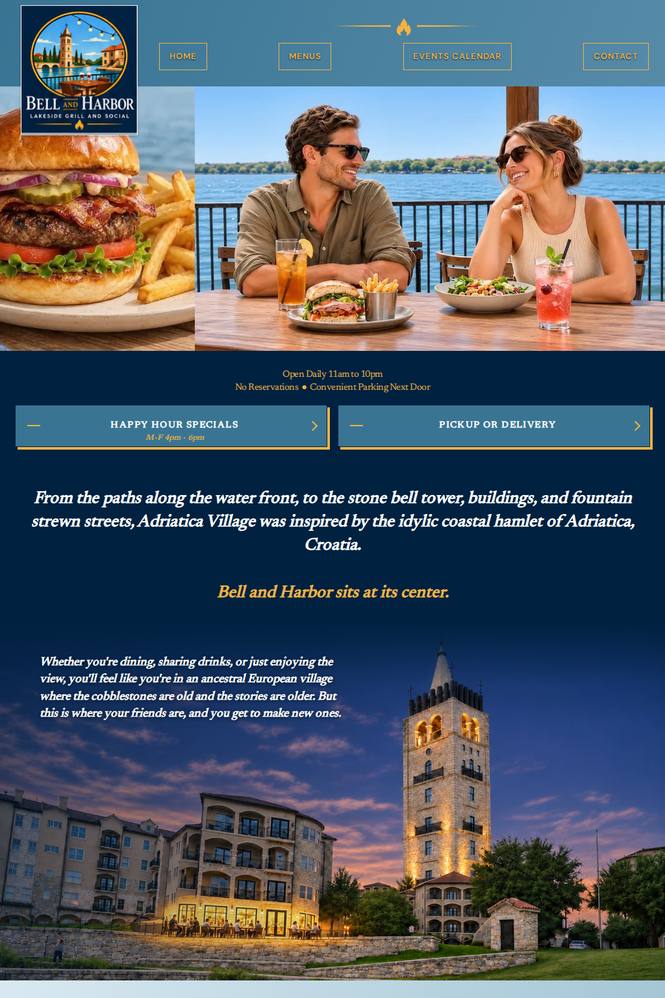 BELL AND HARBOR
LAKESIDE GRILL AND SOCIAL
HOME
MENUS
EVENTS CALENDAR
CONTACT
Open Daily 11am to 10pm
No Reservations ● Convenient Parking Next Door
HAPPY HOUR SPECIALS
M-F 4pm - 6pm
PICKUP OR DELIVERY
From the paths along the water front, to the stone bell tower, buildings, and fountain
strewn streets, Adriatica Village was inspired by the idylic coastal hamlet of Adriatica,
Croatia.
Bell and Harbor sits at its center.
Whether you're dining, sharing drinks, or just enjoying the
view, you'll feel like you're in an ancestral European village
where the cobblestones are old and the stories are older. But
this is where your friends are, and you get to make new ones.